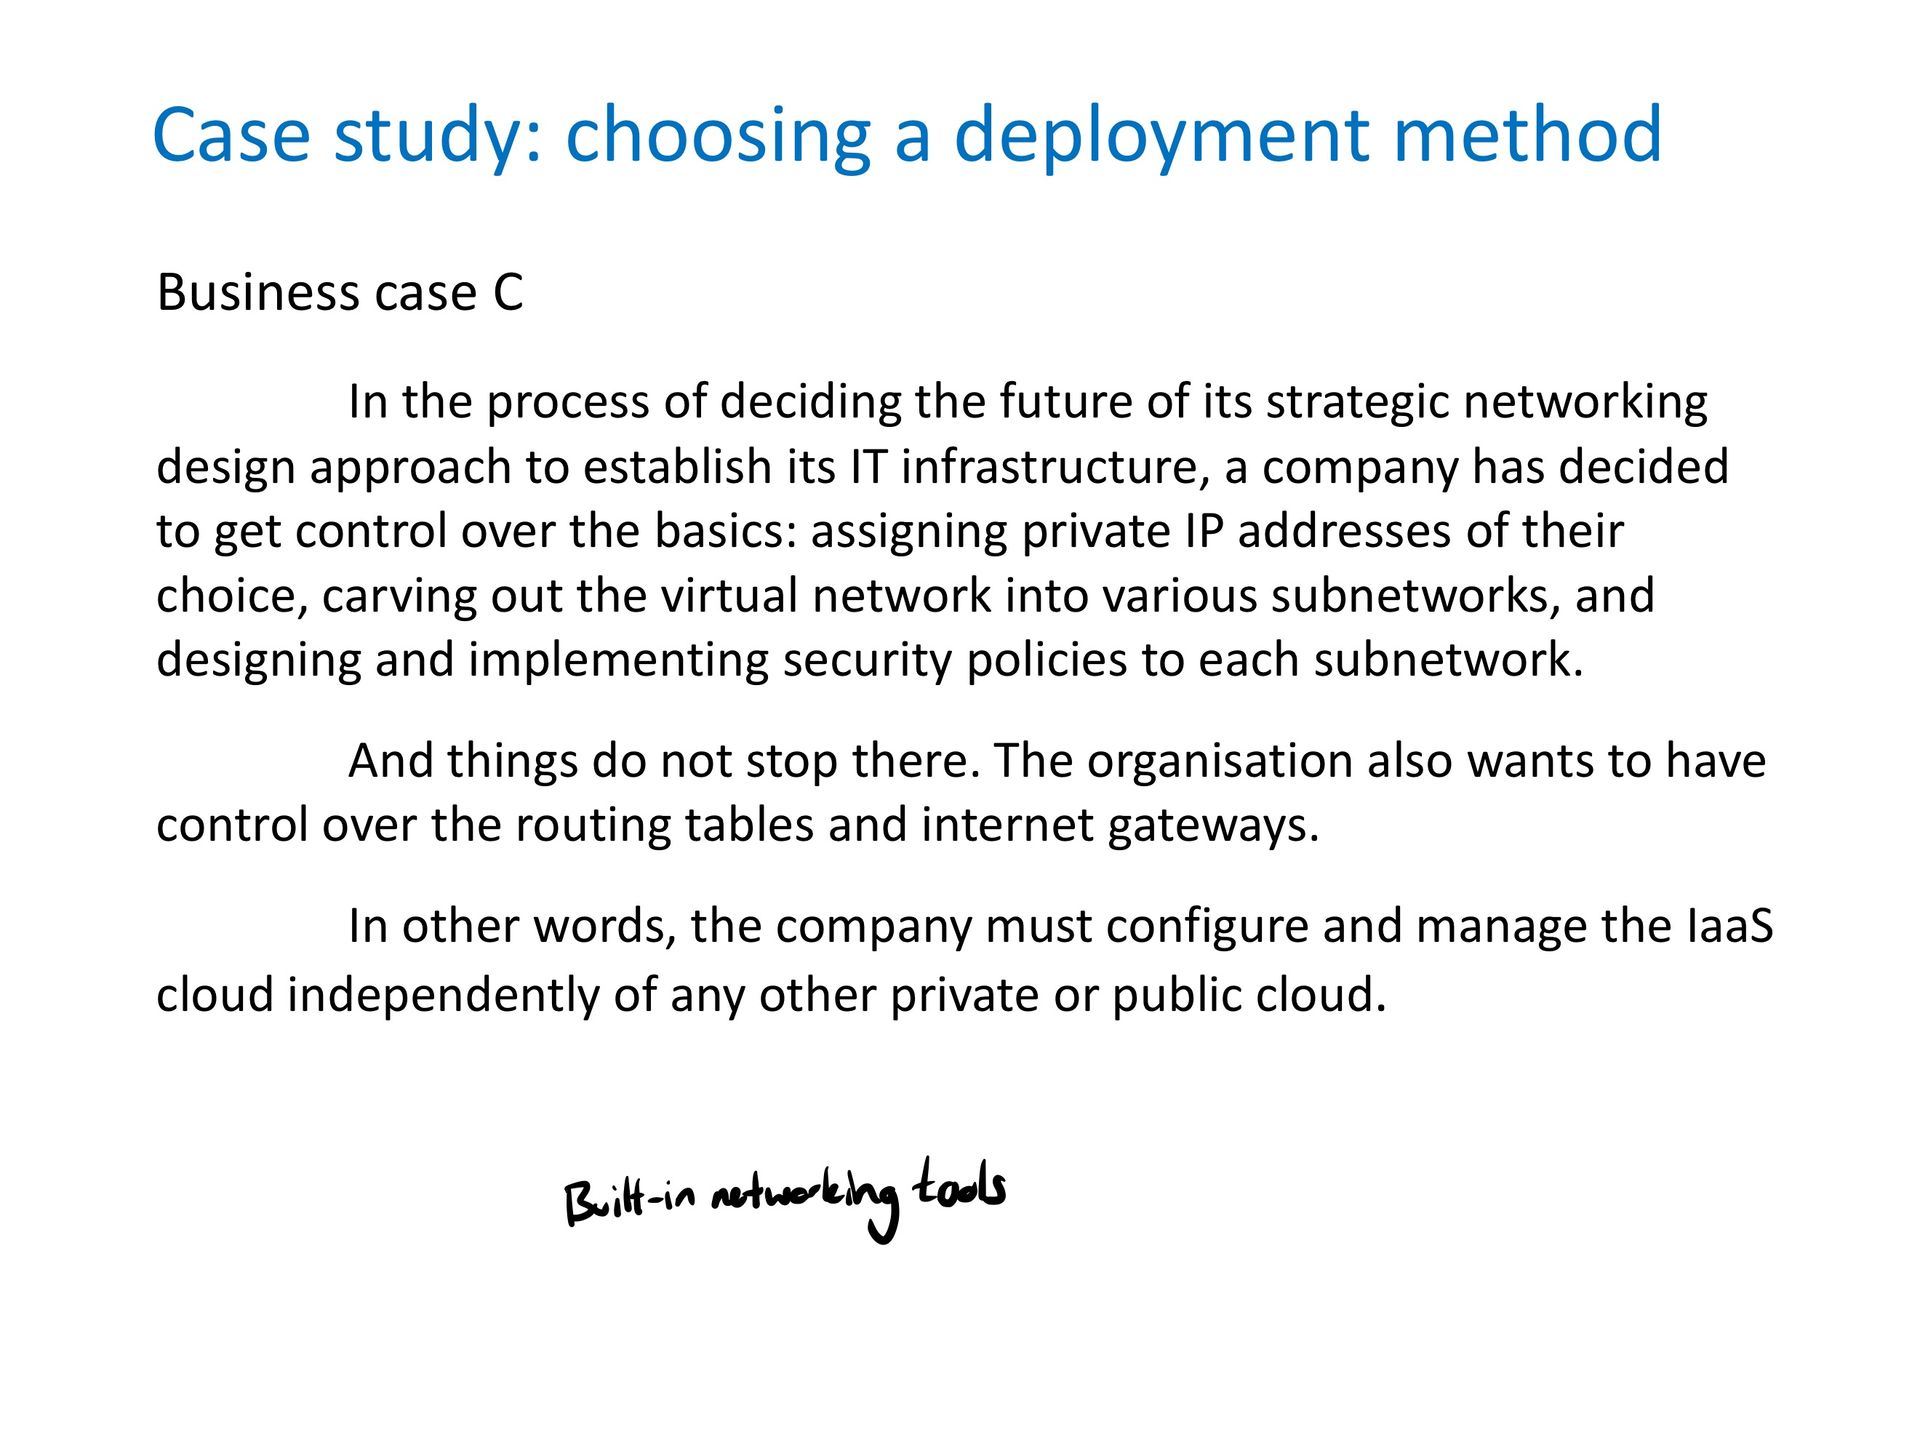 Case study: choosing a deployment method
Business case C
In the process of deciding the future of its strategic networking
design approach to establish its IT infrastructure, a company has decided
to get control over the basics: assigning private IP addresses of their
choice, carving out the virtual network into various subnetworks, and
designing and implementing security policies to each subnetwork.
And things do not stop there. The organisation also wants to have
control over the routing tables and internet gateways.
In other words, the company must configure and manage the IaaS
cloud independently of any other private or public cloud.
Built-in networking tools